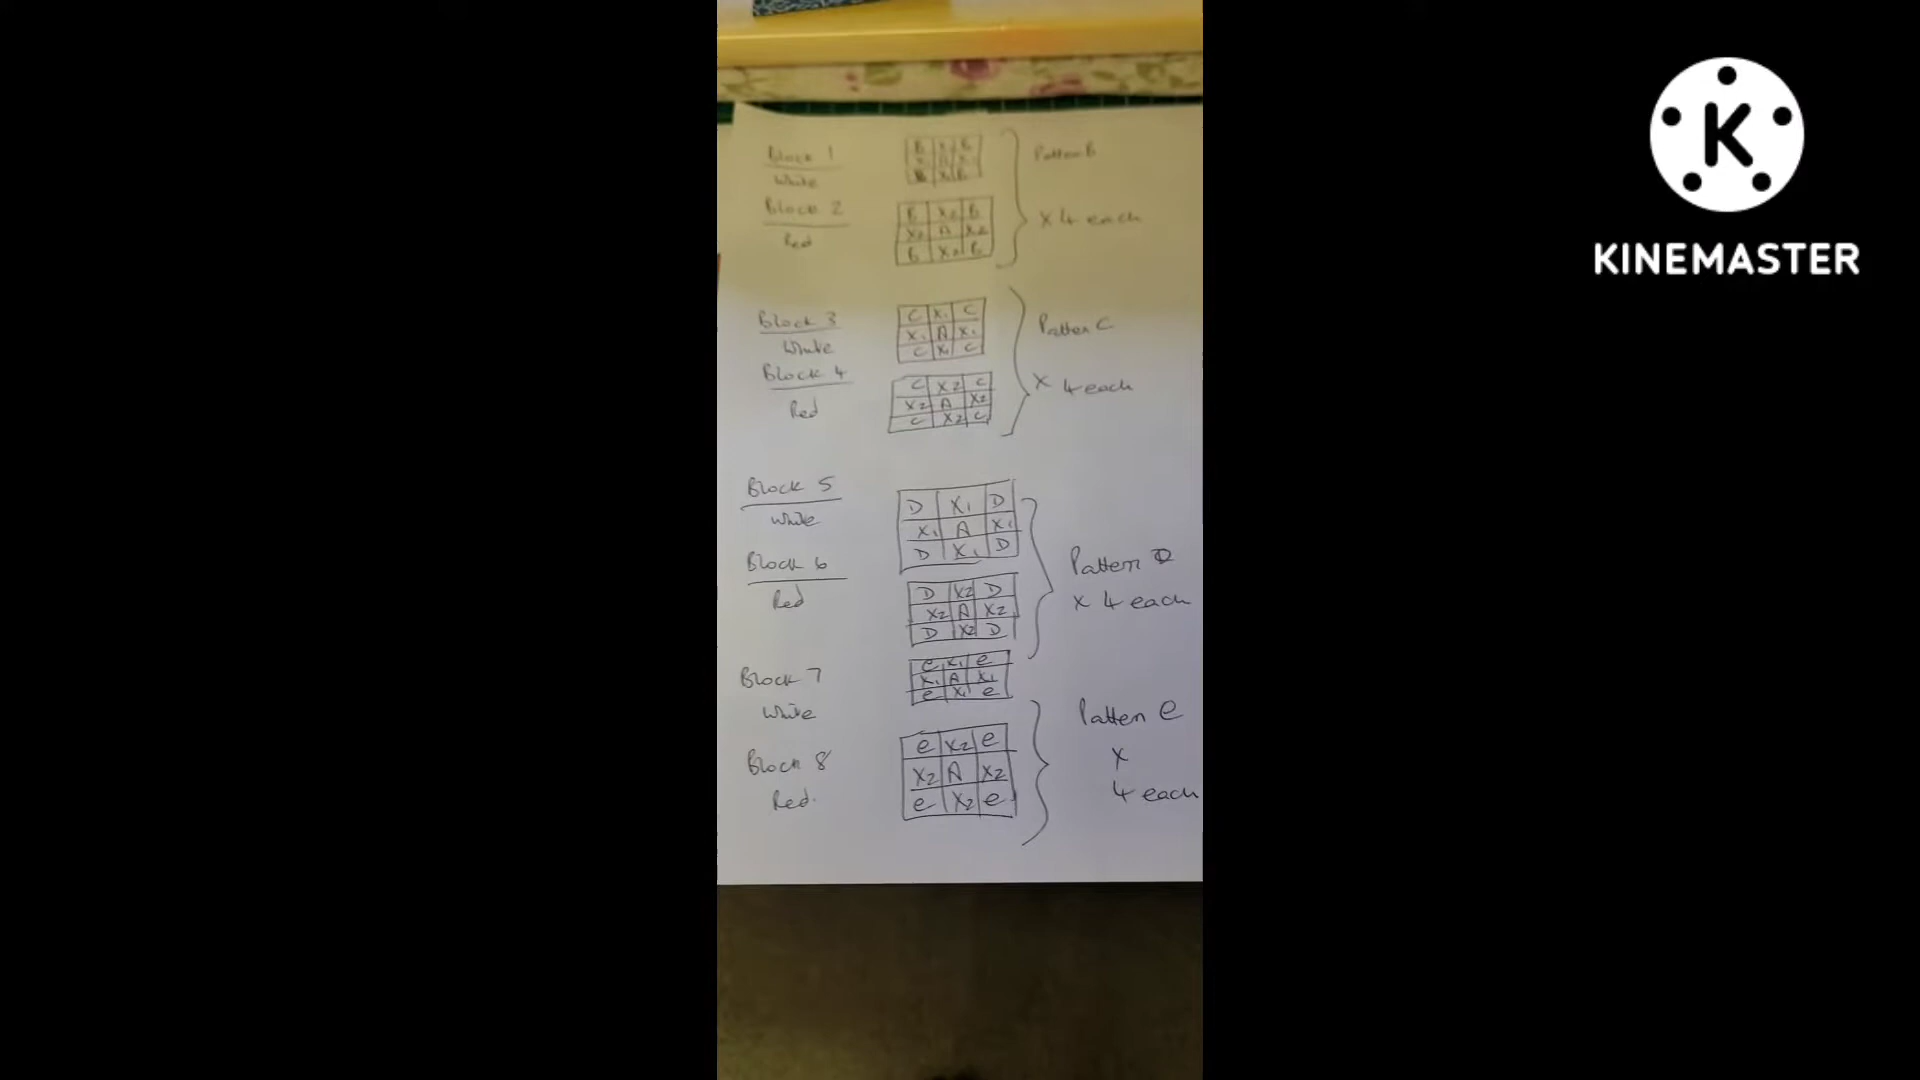 Block 1
White
B X1 B
X1 A X1
B X1 B
Patten B
Block 2
Red
B X2 B
X2 A X2
B X2 B
X 4 each
Block 3
White
C X1 C
X1 A X1
C X1 C
Patten C
Block 4
Red
C X2 C
X2 A X2
C X2 C
X 4 each
Block 5
White
D X1 D
X1 A X1
D X1 D
Block 6
Red
D X2 D
X2 A X2
D X2 D
Pattern D
X 4 each
Block 7
White
e X1 e
X1 A X1
e X1 e
Block 8
Red.
e X2 e
X2 A X2
e X2 e
Pattern e
X
4 each
K
KINEMASTER